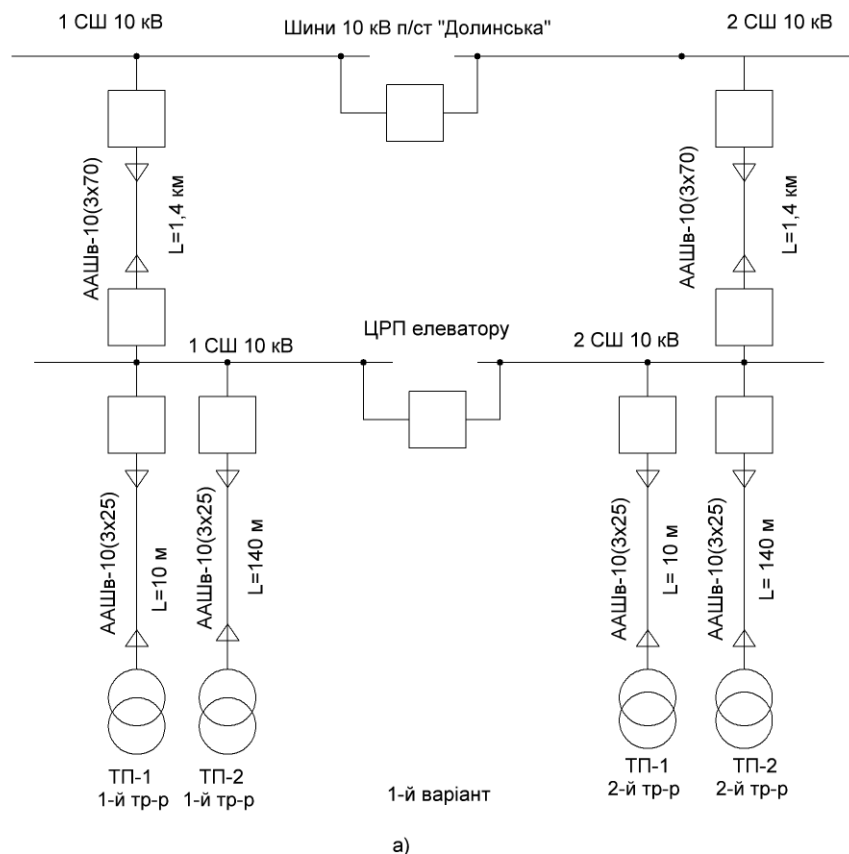 1 СШ 10 кВ
Шини 10 кВ п/ст "Долинська"
2 СШ 10 кВ
ААШв-10(3х70)
L=1,4 км
ААШв-10(3х70)
L=1,4 км
ЦРП елеватору
1 СШ 10 кВ
2 СШ 10 кВ
ААШв-10(3х25)
L=10 м
ААШв-10(3х25)
L=140 м
ААШв-10(3х25)
L= 10 м
ААШв-10(3х25)
L= 140 м
ТП-1
1-й тр-р
ТП-2
1-й тр-р
1-й варіант
ТП-1
2-й тр-р
ТП-2
2-й тр-р
а)